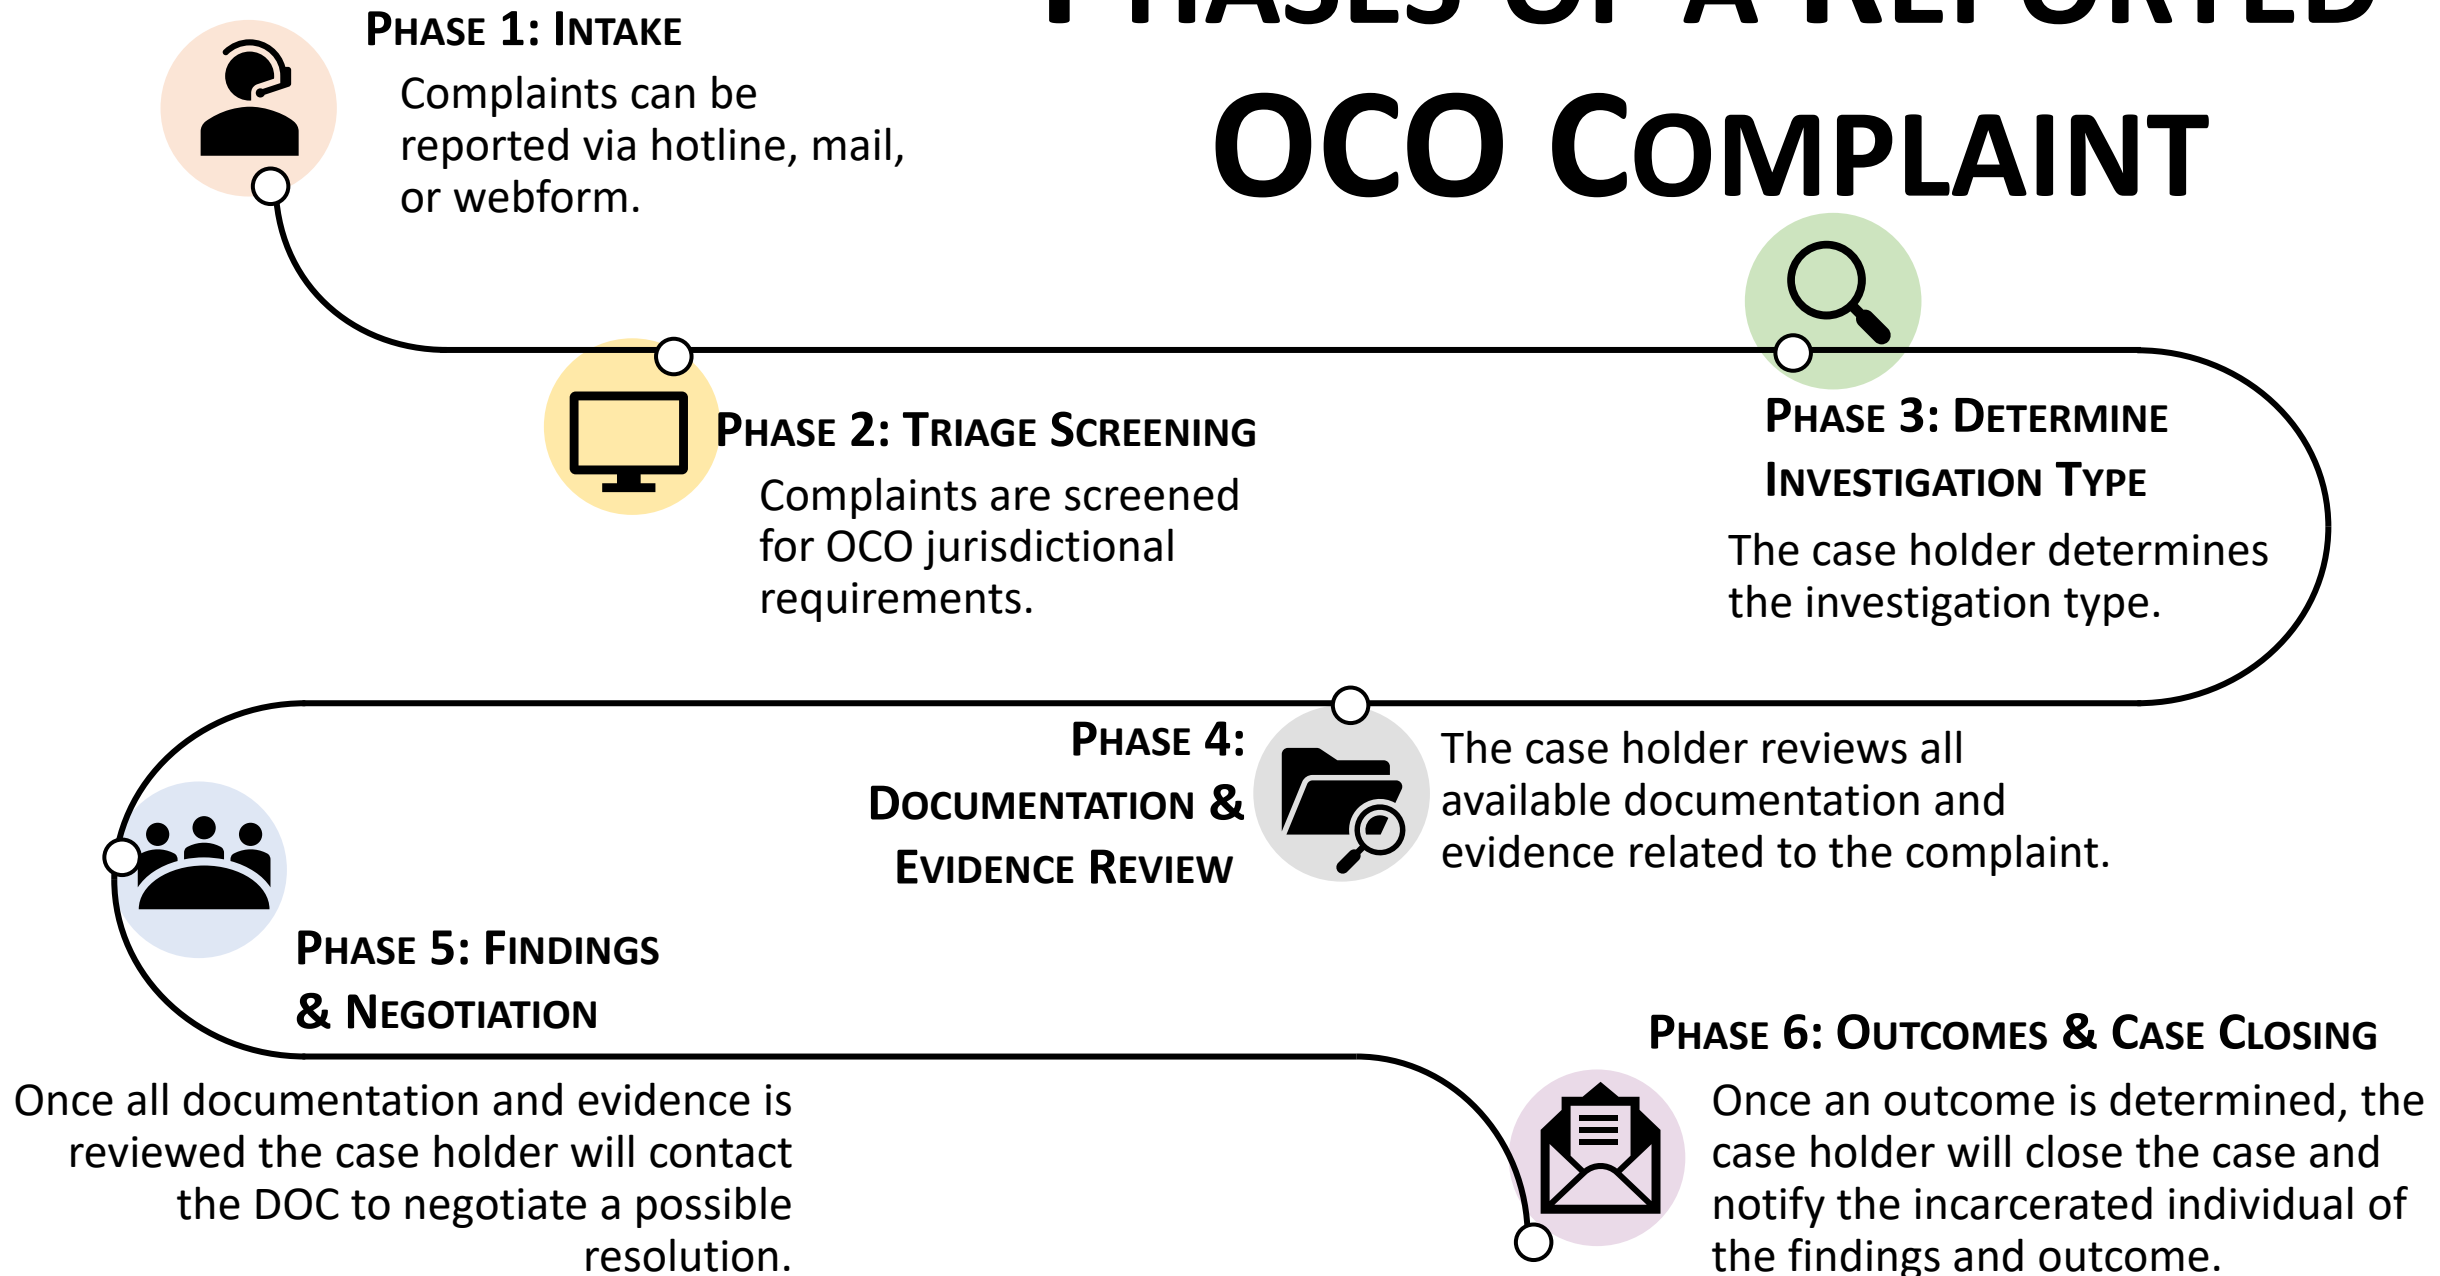 PHASES OF A REPORTED
OCO COMPLAINT
PHASE 1: INTAKE
Complaints can be
reported via hotline, mail,
or webform.
PHASE 2: TRIAGE SCREENING
Complaints are screened
for OCO jurisdictional
requirements.
PHASE 3: DETERMINE
INVESTIGATION TYPE
The case holder determines
the investigation type.
PHASE 4:
DOCUMENTATION &
EVIDENCE REVIEW
The case holder reviews all
available documentation and
evidence related to the complaint.
PHASE 5: FINDINGS
& NEGOTIATION
Once all documentation and evidence is
reviewed the case holder will contact
the DOC to negotiate a possible
resolution.
PHASE 6: OUTCOMES & CASE CLOSING
Once an outcome is determined, the
case holder will close the case and
notify the incarcerated individual of
the findings and outcome.